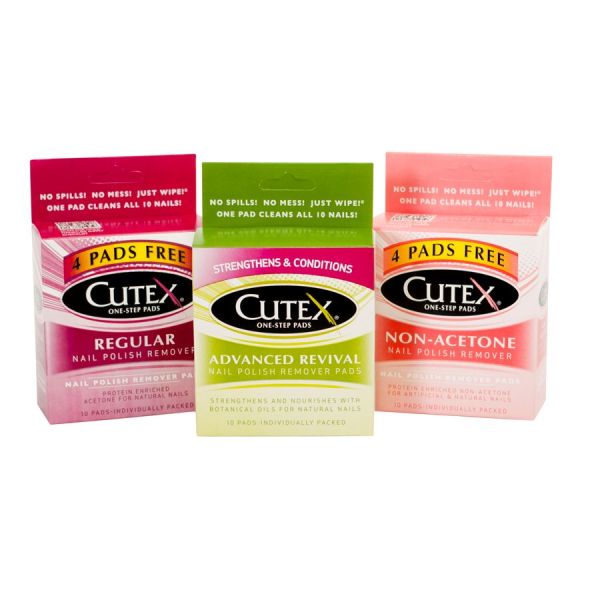 NO SPILLS! NO MESS! JUST WIPE!®
ONE PAD CLEANS ALL 10 NAILS!
4 PADS FREE
CUTEX®
ONE-STEP PADS
REGULAR
NAIL POLISH REMOVER
NAIL POLISH REMOVER PADS
PROTEIN ENRICHED
ACETONE FOR NATURAL NAILS
10 PADS-INDIVIDUALLY PACKED
NO SPILLS! NO MESS! JUST WIPE!®
ONE PAD CLEANS ALL 10 NAILS!
STRENGTHENS & CONDITIONS
CUTEX®
ONE-STEP PADS
ADVANCED REVIVAL
NAIL POLISH REMOVER PADS
STRENGTHENS AND NOURISHES WITH
BOTANICAL OILS FOR NATURAL NAILS
10 PADS-INDIVIDUALLY PACKED
NO SPILLS! NO MESS! JUST WIPE!®
ONE PAD CLEANS ALL 10 NAILS!
4 PADS FREE
CUTEX®
ONE-STEP PADS
NON-ACETONE
NAIL POLISH REMOVER
NAIL POLISH REMOVER PADS
PROTEIN ENRICHED NON-ACETONE
FOR ARTIFICIAL & NATURAL NAILS
10 PADS-INDIVIDUALLY PACKED